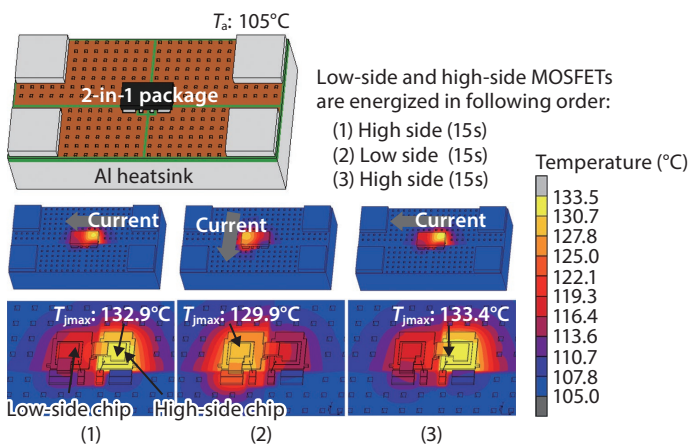 Tₐ: 105°C
2-in-1 package
Al heatsink
Low-side and high-side MOSFETs
are energized in following order:
(1) High side (15s)
(2) Low side (15s)
(3) High side (15s)
Temperature (°C)
133.5
130.7
127.8
125.0
122.1
119.3
116.4
113.6
110.7
107.8
105.0
Current
Current
Current
Tjmax: 132.9°C
Tjmax: 129.9°C
Tjmax: 133.4°C
Low-side chip
High-side chip
(1)
(2)
(3)